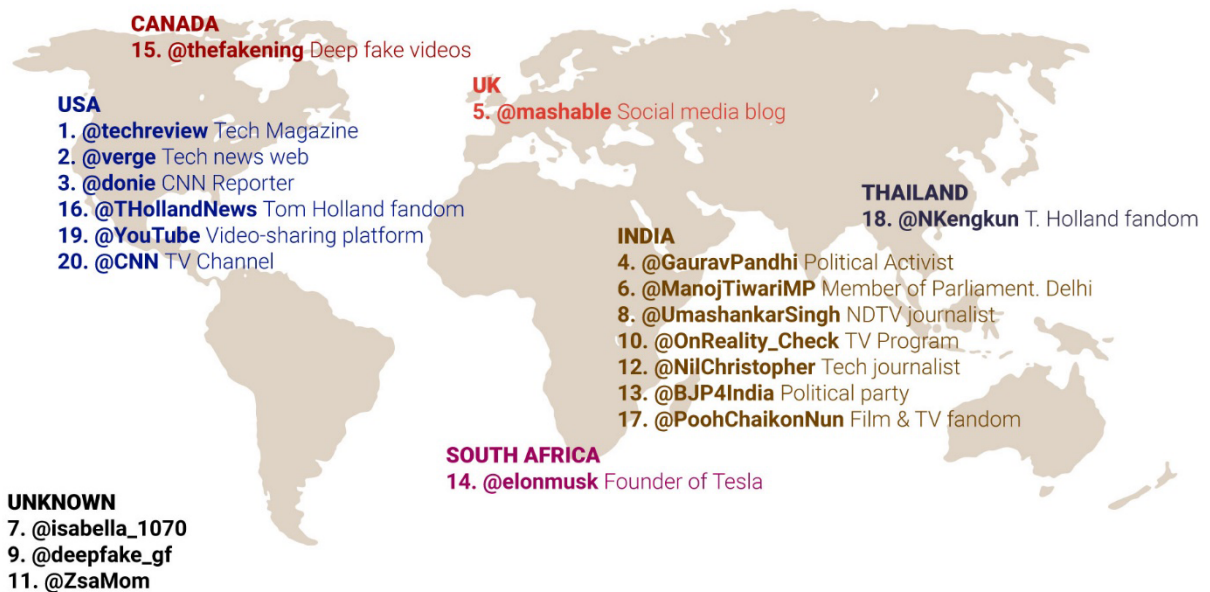 CANADA
15. @thefakening Deep fake videos
USA
1. @techreview Tech Magazine
2. @verge Tech news web
3. @donie CNN Reporter
16. @THollandNews Tom Holland fandom
19. @YouTube Video-sharing platform
20. @CNN TV Channel
UK
5. @mashable Social media blog
THAILAND
18. @NKengkun T. Holland fandom
INDIA
4. @GauravPandhi Political Activist
6. @ManojTiwariMP Member of Parliament. Delhi
8. @UmashankarSingh NDTV journalist
10. @OnReality_Check TV Program
12. @NilChristopher Tech journalist
13. @BJP4India Political party
17. @PoohChaikonNun Film & TV fandom
SOUTH AFRICA
14. @elonmusk Founder of Tesla
UNKNOWN
7. @isabella_1070
9. @deepfake_gf
11. @ZsaMom